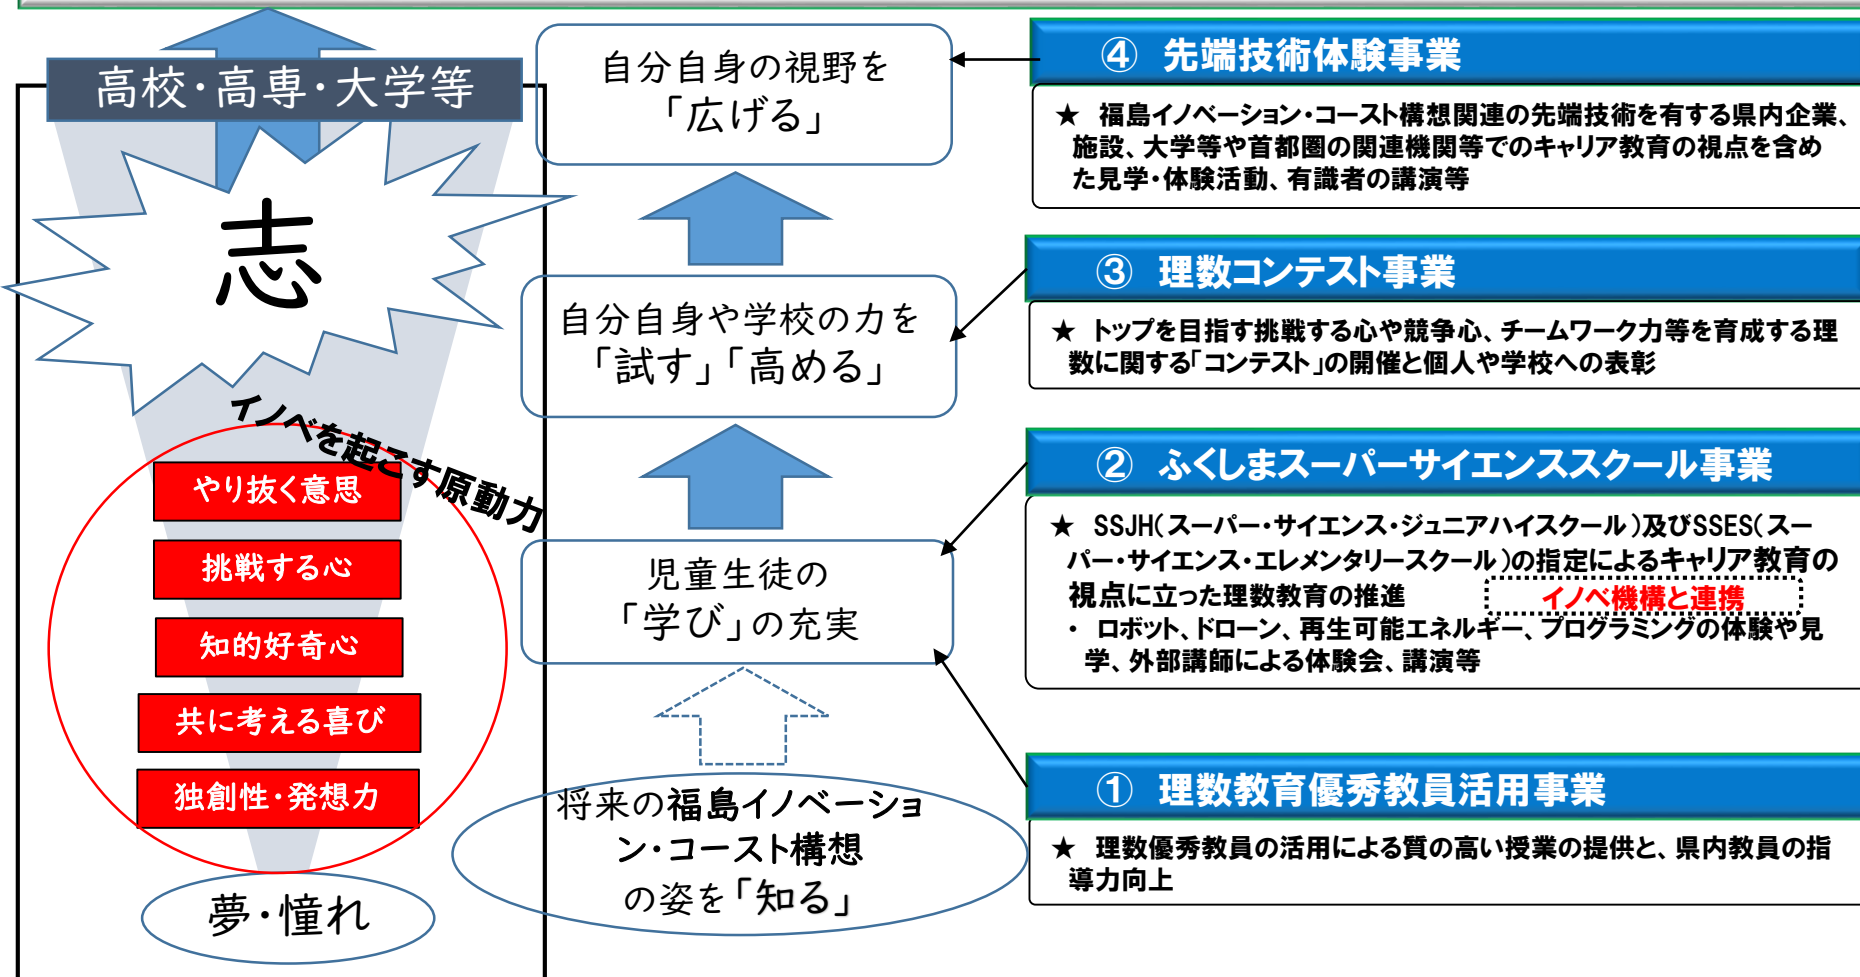 高校・高専・大学等
志
イノベを起こす原動力
やり抜く意思
挑戦する心
知的好奇心
共に考える喜び
独創性・発想力
夢・憧れ
自分自身の視野を
「広げる」
自分自身や学校の力を
「試す」「高める」
児童生徒の
「学び」の充実
将来の福島イノベーショ
ン・コースト構想
の姿を「知る」
④ 先端技術体験事業
★ 福島イノベーション・コースト構想関連の先端技術を有する県内企業、
施設、大学等や首都圏の関連機関等でのキャリア教育の視点を含め
た見学・体験活動、有識者の講演等
③ 理数コンテスト事業
★ トップを目指す挑戦する心や競争心、チームワーク力等を育成する理
数に関する「コンテスト」の開催と個人や学校への表彰
② ふくしまスーパーサイエンススクール事業
★ SSJH(スーパー・サイエンス・ジュニアハイスクール)及びSSES(スー
パー・サイエンス・エレメンタリースクール)の指定によるキャリア教育の
視点に立った理数教育の推進
イノベ機構と連携
・ ロボット、ドローン、再生可能エネルギー、プログラミングの体験や見
学、外部講師による体験会、講演等
① 理数教育優秀教員活用事業
★ 理数優秀教員の活用による質の高い授業の提供と、県内教員の指
導力向上